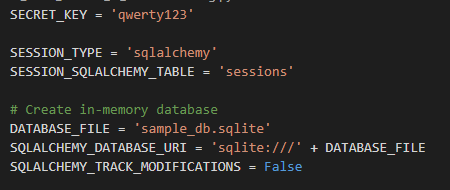 SECRET_KEY = 'qwerty123'
SESSION_TYPE = 'sqlalchemy'
SESSION_SQLALCHEMY_TABLE = 'sessions'
# Create in-memory database
DATABASE_FILE = 'sample_db.sqlite'
SQLALCHEMY_DATABASE_URI = 'sqlite:///' + DATABASE_FILE
SQLALCHEMY_TRACK_MODIFICATIONS = False